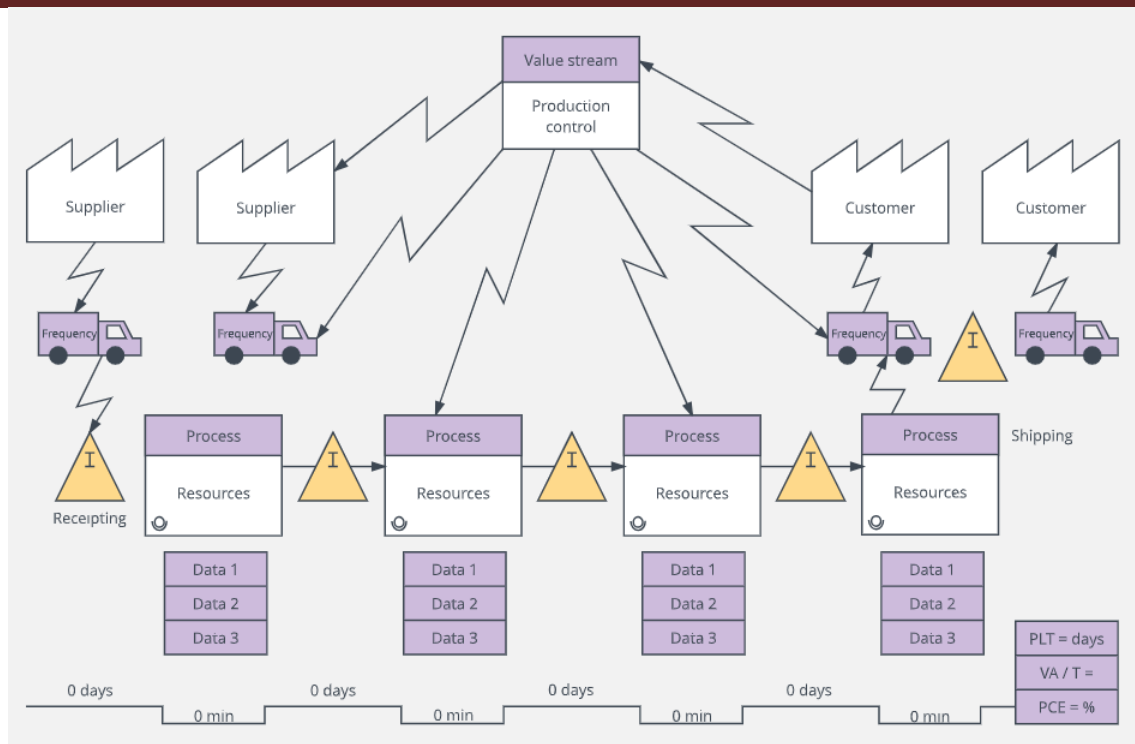 Value stream
Production
control
Supplier
Supplier
Customer
Customer
Frequency
Frequency
Frequency
Frequency
I
I
I
I
I
Process
Process
Process
Process
Shipping
Resources
Resources
Resources
Resources
Receipting
Data 1
Data 1
Data 1
Data 1
Data 2
Data 2
Data 2
Data 2
Data 3
Data 3
Data 3
Data 3
PLT = days
VA / T =
PCE = %
0 days
0 days
0 days
0 days
0 min
0 min
0 min
0 min